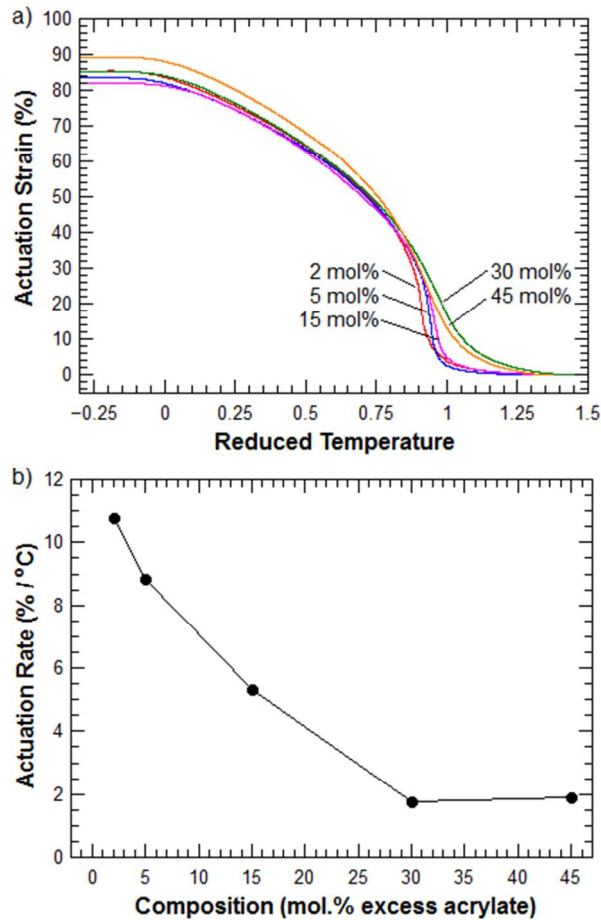 a)
100
90
80
70
60
50
40
30
20
10
0
Actuation Strain (%)
2 mol%
5 mol%
15 mol%
30 mol%
45 mol%
−0.25 0 0.25 0.5 0.75 1 1.25 1.5
Reduced Temperature
b)
12
10
8
6
4
2
0
Actuation Rate (% / °C)
0 5 10 15 20 25 30 35 40 45
Composition (mol.% excess acrylate)